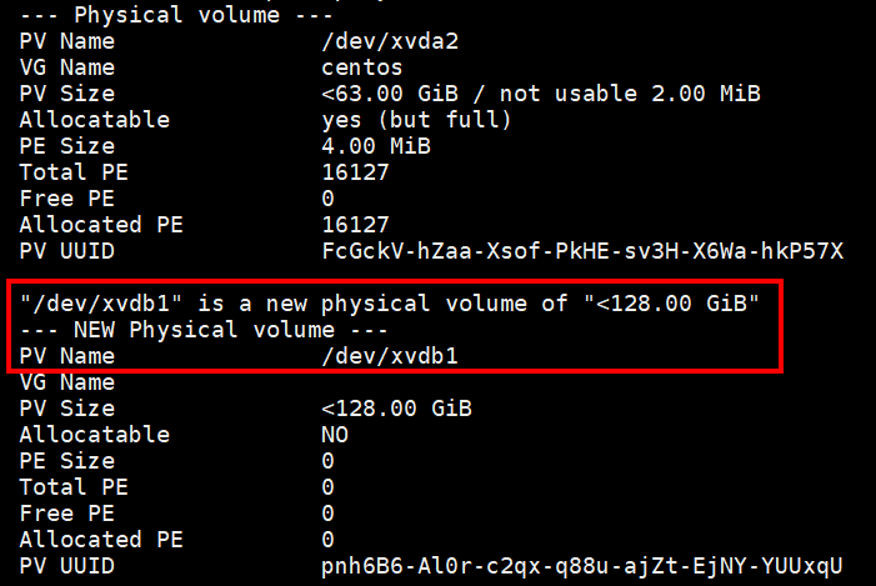 --- Physical volume ---
PV Name /dev/xvda2
VG Name centos
PV Size <63.00 GiB / not usable 2.00 MiB
Allocatable yes (but full)
PE Size 4.00 MiB
Total PE 16127
Free PE 0
Allocated PE 16127
PV UUID FcGckV-hZaa-Xsof-PkHE-sv3H-X6Wa-hkP57X
"/dev/xvdb1" is a new physical volume of "<128.00 GiB"
--- NEW Physical volume ---
PV Name /dev/xvdb1
VG Name
PV Size <128.00 GiB
Allocatable NO
PE Size 0
Total PE 0
Free PE 0
Allocated PE 0
PV UUID pnh6B6-Al0r-c2qx-q88u-ajZt-EjNY-YUUxqU